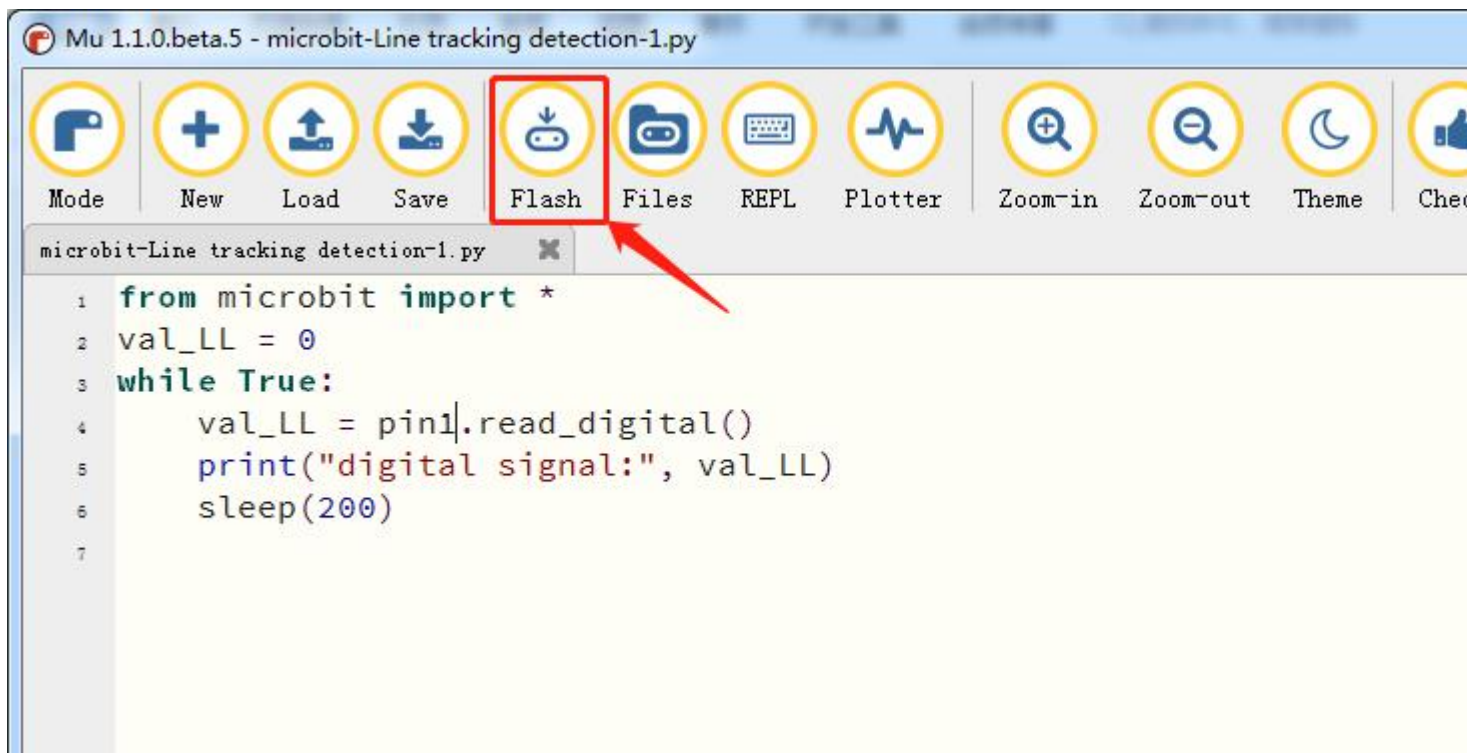 Mu 1.1.0.beta.5 - microbit-Line tracking detection-1.py
Mode New Load Save Flash Files REPL Plotter Zoom-in Zoom-out Theme Chec
microbit-Line tracking detection-1.py
1 from microbit import *
2 val_LL = 0
3 while True:
4 val_LL = pin1.read_digital()
5 print("digital signal:", val_LL)
6 sleep(200)
7